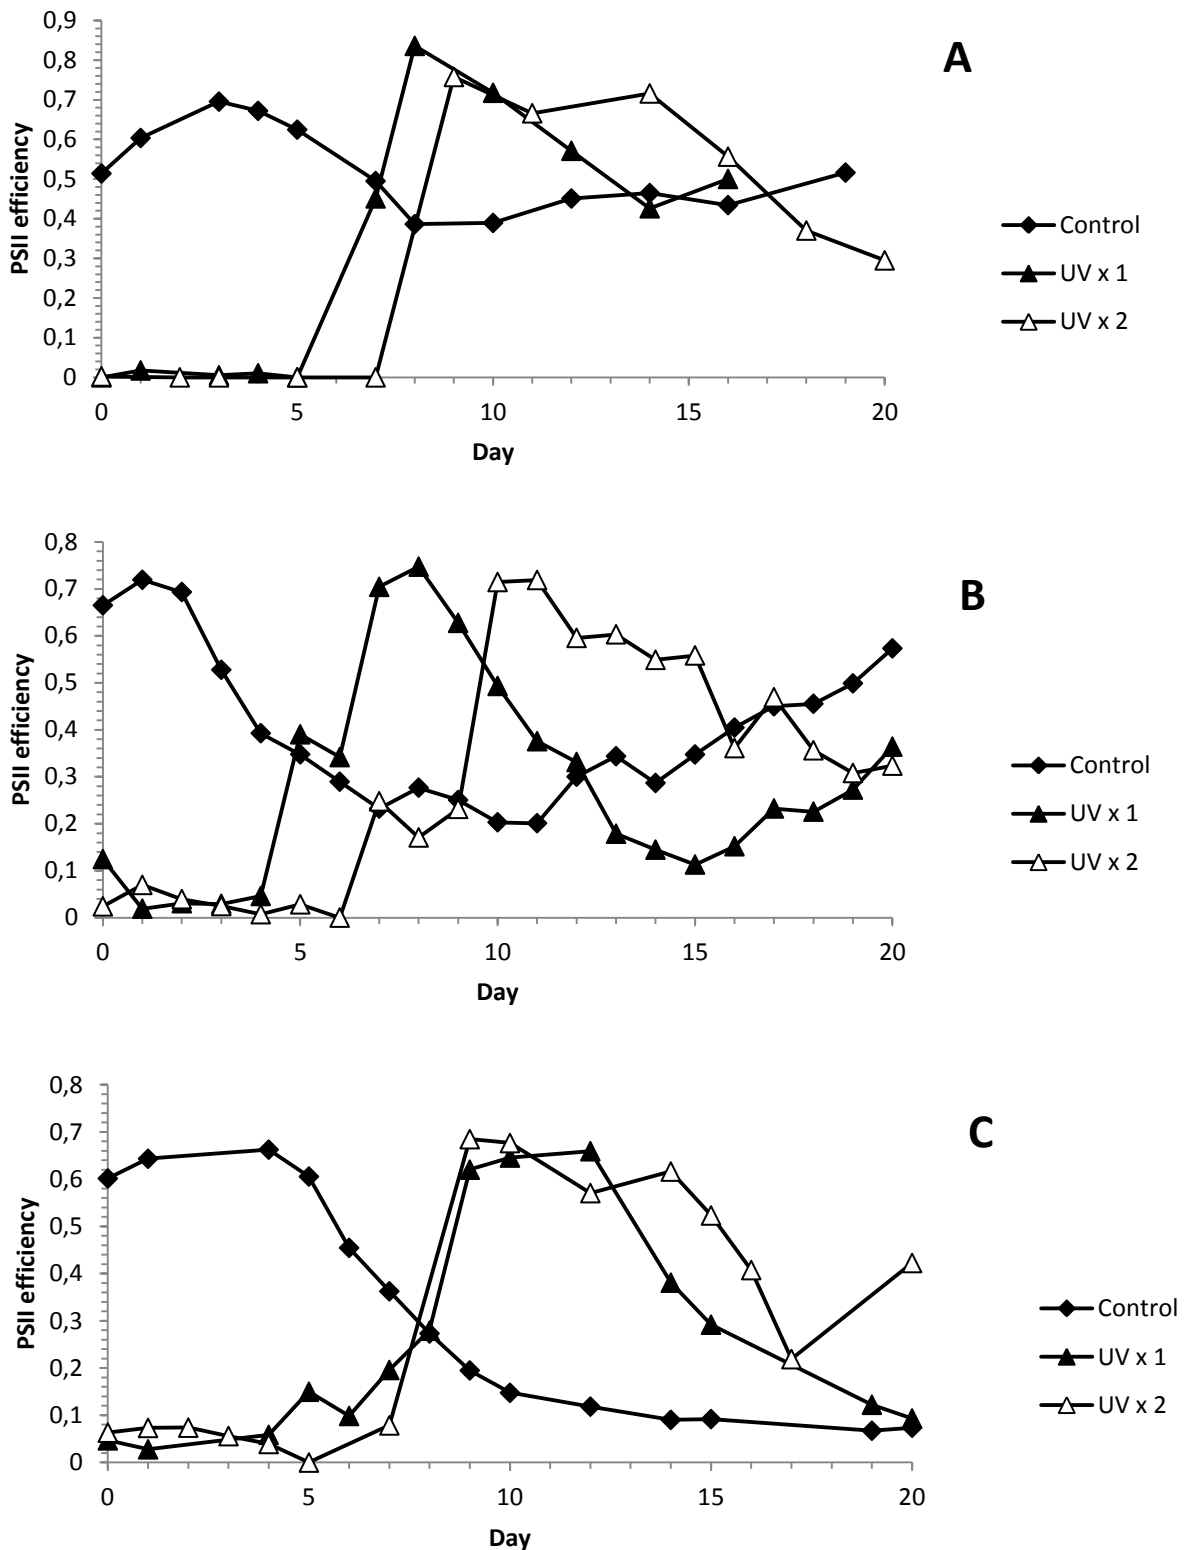 0,9
0,8
0,7
0,6
0,5
0,4
0,3
0,2
0,1
0
PSII efficiency
0 5 10 15 20
Day
A
Control
UV x 1
UV x 2
0,8
0,7
0,6
0,5
0,4
0,3
0,2
0,1
0
PSII efficiency
0 5 10 15 20
Day
B
Control
UV x 1
UV x 2
0,8
0,7
0,6
0,5
0,4
0,3
0,2
0,1
0
PSII efficiency
0 5 10 15 20
Day
C
Control
UV x 1
UV x 2